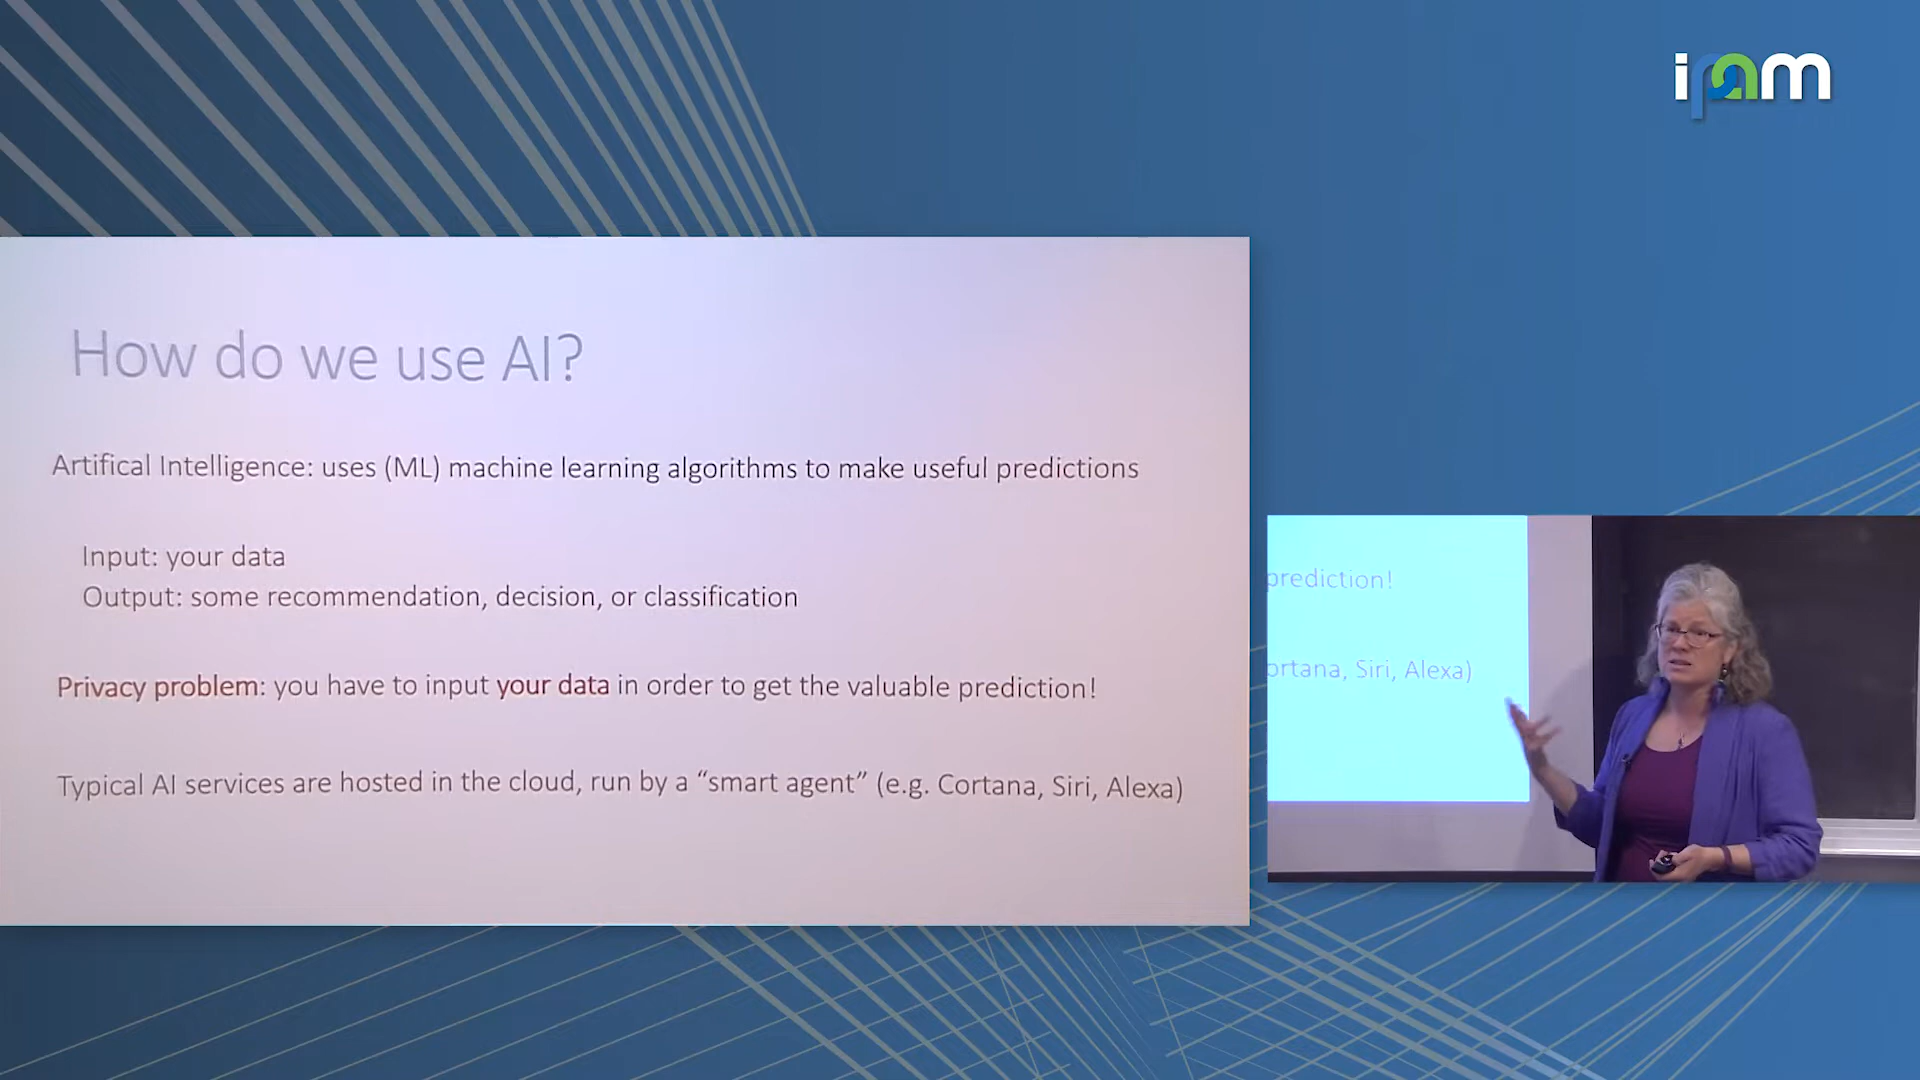 ipam
How do we use AI?
Artifical Intelligence: uses (ML) machine learning algorithms to make useful predictions
Input: your data
Output: some recommendation, decision, or classification
Privacy problem: you have to input your data in order to get the valuable prediction!
Typical AI services are hosted in the cloud, run by a “smart agent” (e.g. Cortana, Siri, Alexa)
prediction!
ortana, Siri, Alexa)